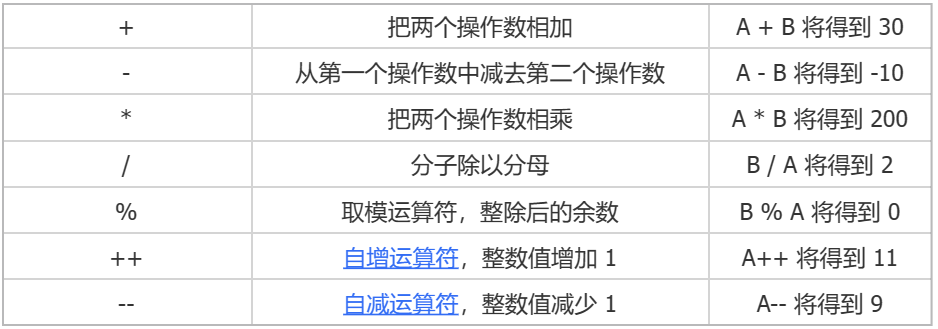 + 把两个操作数相加 A + B 将得到 30
- 从第一个操作数中减去第二个操作数 A - B 将得到 -10
* 把两个操作数相乘 A * B 将得到 200
/ 分子除以分母 B / A 将得到 2
% 取模运算符，整除后的余数 B % A 将得到 0
++ 自增运算符，整数值增加 1 A++ 将得到 11
-- 自减运算符，整数值减少 1 A-- 将得到 9